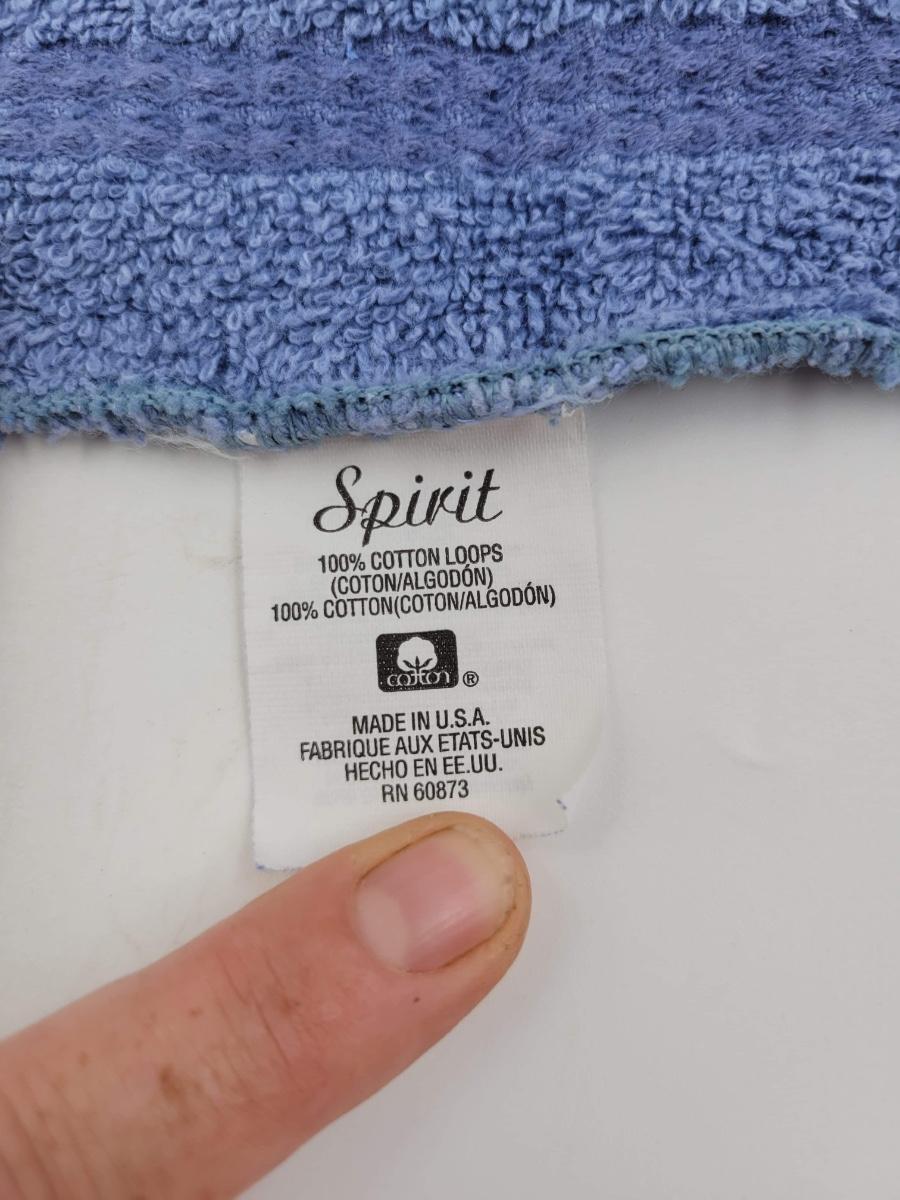 Spirit
100% COTTON LOOPS
(COTON/ALGODÓN)
100% COTTON(COTON/ALGODÓN)
cotton ®
MADE IN U.S.A.
FABRIQUE AUX ETATS-UNIS
HECHO EN EE.UU.
RN 60873